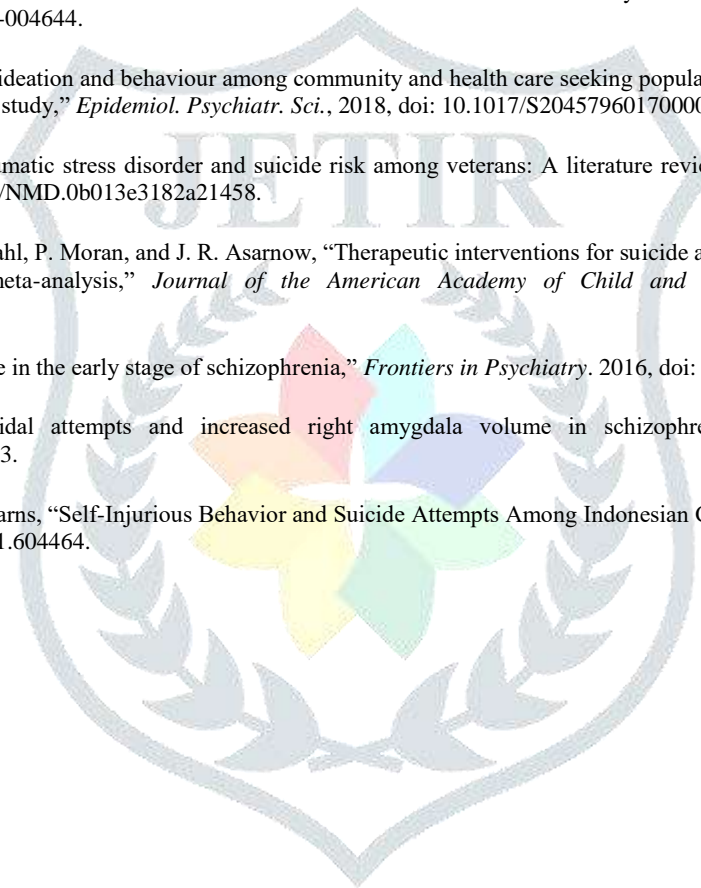 -004644.
ideation and behaviour among community and health care seeking popula
study,” Epidemiol. Psychiatr. Sci., 2018, doi: 10.1017/S20457960170000
JETIR
umatic stress disorder and suicide risk among veterans: A literature revi
/NMD.0b013e3182a21458.
ahl, P. Moran, and J. R. Asarnow, “Therapeutic interventions for suicide a
meta-analysis,” Journal of the American Academy of Child and
e in the early stage of schizophrenia,” Frontiers in Psychiatry. 2016, doi:
idal attempts and increased right amygdala volume in schizophre
3.
arns, “Self-Injurious Behavior and Suicide Attempts Among Indonesian C
1.604464.